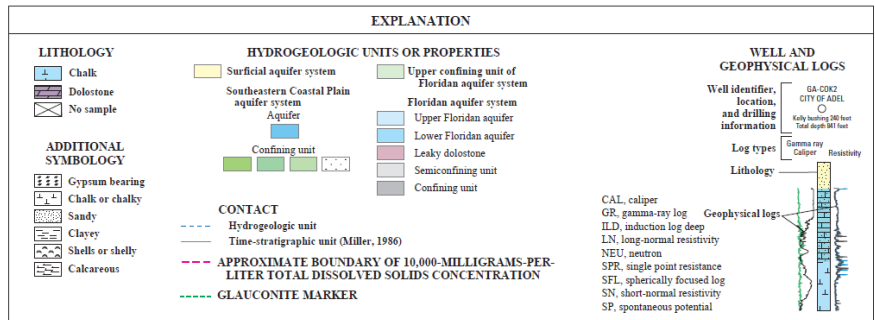 EXPLANATION
LITHOLOGY
Chalk
Dolostone
No sample
ADDITIONAL
SYMBOLOGY
Gypsum bearing
Chalk or chalky
Sandy
Clayey
Shells or shelly
Calcareous
HYDROGEOLOGIC UNITS OR PROPERTIES
Surficial aquifer system
Southeastern Coastal Plain
aquifer system
Aquifer
Confining unit
Upper confining unit of
Floridan aquifer system
Floridan aquifer system
Upper Floridan aquifer
Lower Floridan aquifer
Leaky dolostone
Semiconfining unit
Confining unit
CONTACT
Hydrogeologic unit
Time-stratigraphic unit (Miller, 1986)
APPROXIMATE BOUNDARY OF 10,000-MILLIGRAMS-PER-
LITER TOTAL DISSOLVED SOLIDS CONCENTRATION
GLAUCONITE MARKER
WELL AND
GEOPHYSICAL LOGS
Well identifier,
location,
and drilling
information
GA-COK2
CITY OF ADEL
Kelly bushing 240 feet
Total depth 841 feet
Log types
Gamma ray
Caliper
Resistivity
Lithology
Geophysical logs
CAL, caliper
GR, gamma-ray log
ILD, induction log deep
LN, long-normal resistivity
NEU, neutron
SPR, single point resistance
SFL, spherically focused log
SN, short-normal resistivity
SP, spontaneous potential